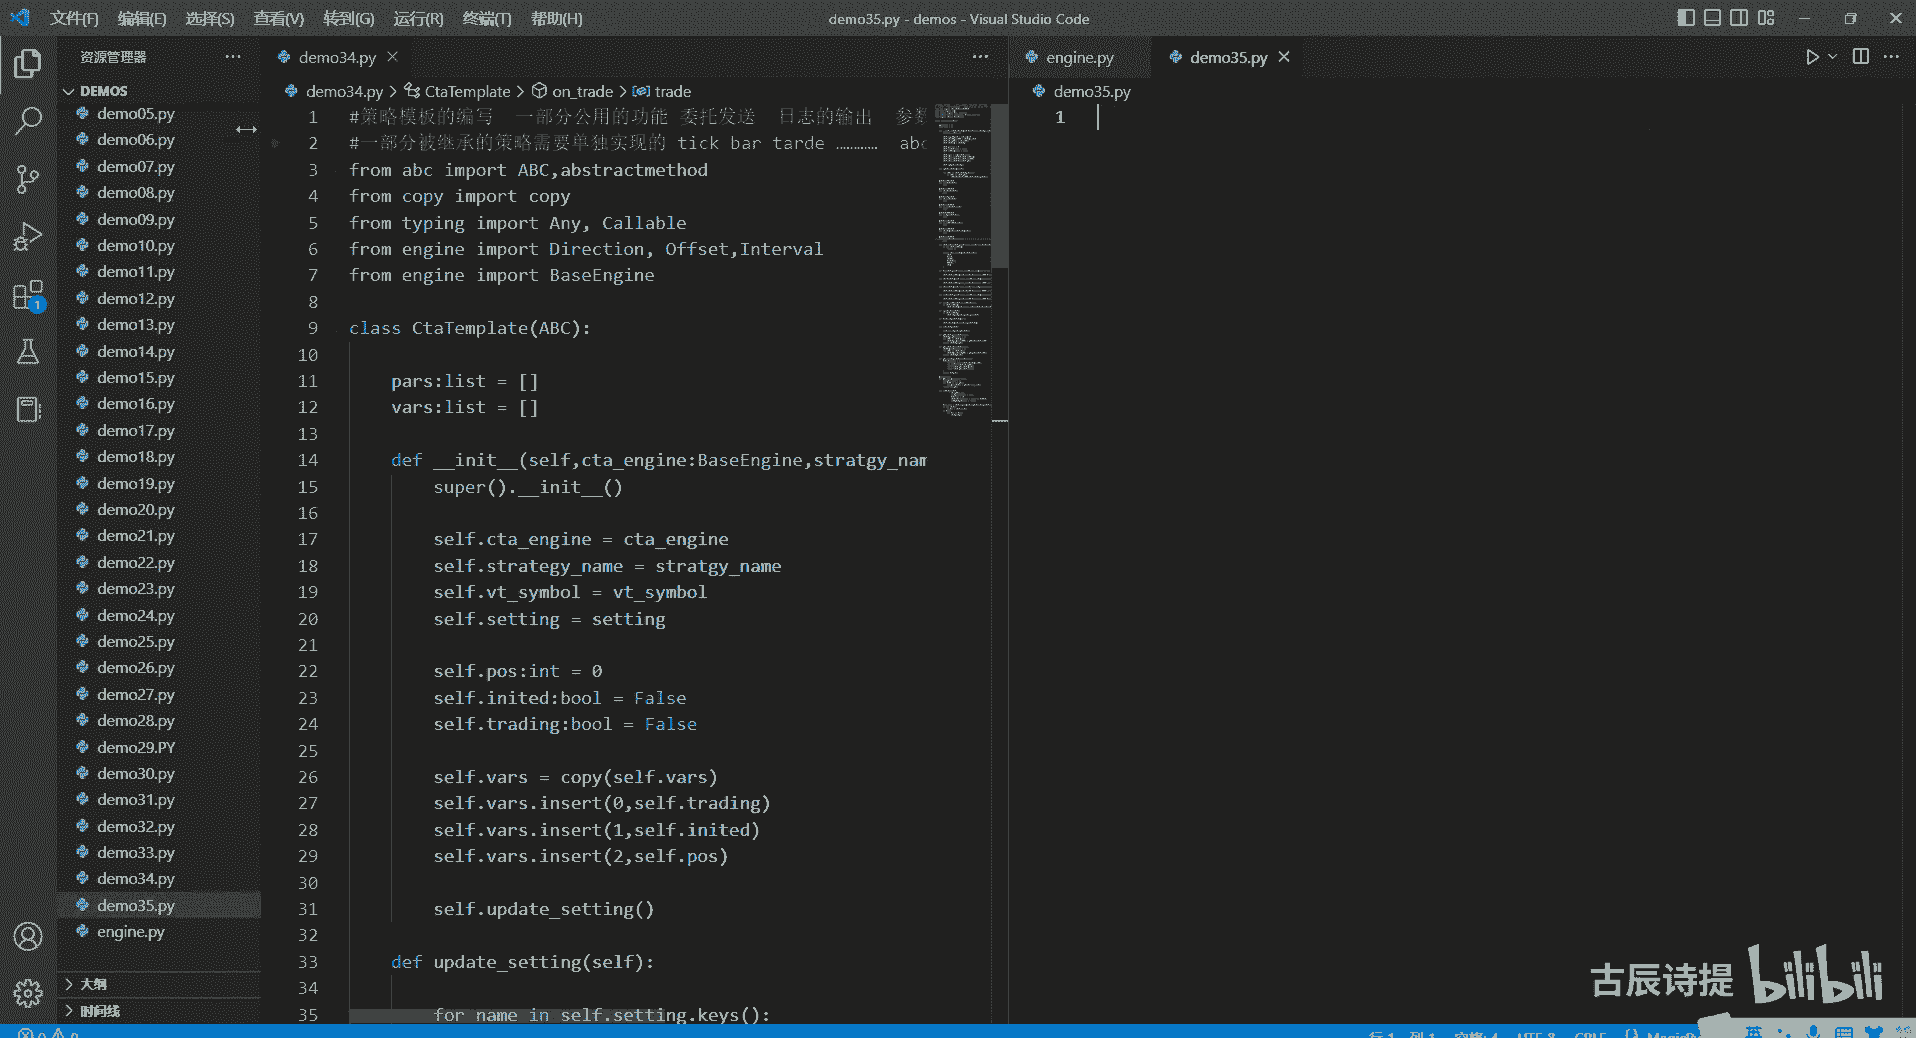 文件(F) 编辑(E) 选择(S) 查看(V) 转到(G) 运行(R) 终端(T) 帮助(H)
demo35.py - demos - Visual Studio Code
资源管理器
DEMOS
demo05.py
demo06.py
demo07.py
demo08.py
demo09.py
demo10.py
demo11.py
demo12.py
demo13.py
demo14.py
demo15.py
demo16.py
demo17.py
demo18.py
demo19.py
demo20.py
demo21.py
demo22.py
demo23.py
demo24.py
demo25.py
demo26.py
demo27.py
demo28.py
demo29.PY
demo30.py
demo31.py
demo32.py
demo33.py
demo34.py
demo35.py
engine.py
大纲
时间线
1
demo34.py
demo34.py > CtaTemplate > on_trade > trade
1 #策略模板的编写 一部分公用的功能 委托发送 日志的输出 参数
2 #一部分被继承的策略需要单独实现的 tick bar tarde ………… abc
3 from abc import ABC,abstractmethod
4 from copy import copy
5 from typing import Any, Callable
6 from engine import Direction, Offset,Interval
7 from engine import BaseEngine
8
9 class CtaTemplate(ABC):
10
11 pars:list = []
12 vars:list = []
13
14 def __init__(self,cta_engine:BaseEngine,stratgy_nam
15 super().__init__()
16
17 self.cta_engine = cta_engine
18 self.strategy_name = stratgy_name
19 self.vt_symbol = vt_symbol
20 self.setting = setting
21
22 self.pos:int = 0
23 self.inited:bool = False
24 self.trading:bool = False
25
26 self.vars = copy(self.vars)
27 self.vars.insert(0,self.trading)
28 self.vars.insert(1,self.inited)
29 self.vars.insert(2,self.pos)
30
31 self.update_setting()
32
33 def update_setting(self):
34
35 for name in self.setting.keys():
engine.py
demo35.py
demo35.py
1
古辰诗提 bilibili
英